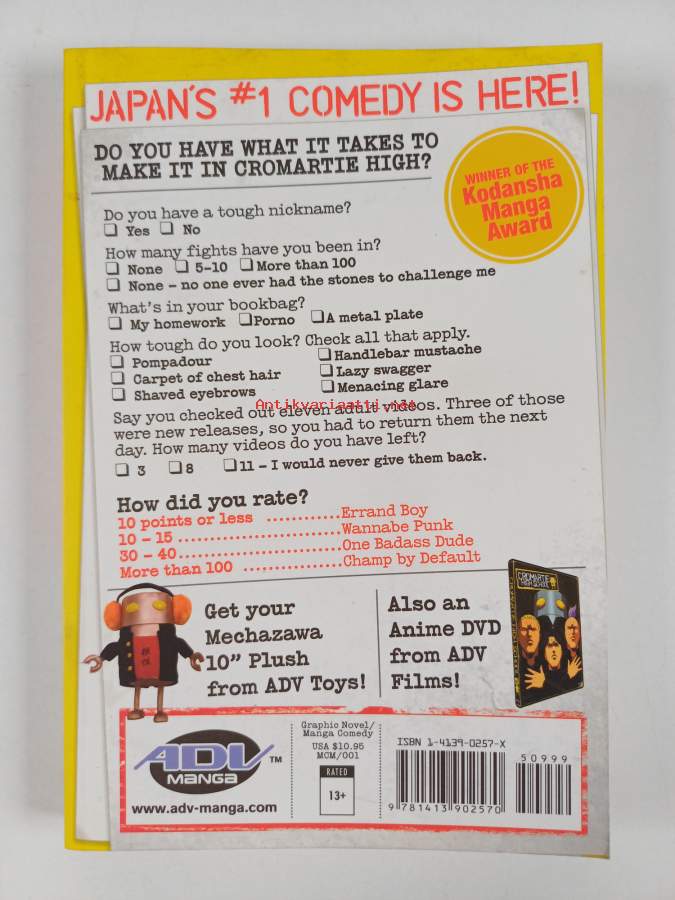 JAPAN'S #1 COMEDY IS HERE!
DO YOU HAVE WHAT IT TAKES TO
MAKE IT IN CROMARTIE HIGH?
WINNER OF THE
Kodansha
Manga
Award
Do you have a tough nickname?
Yes No
How many fights have you been in?
None 5-10 More than 100
None - no one ever had the stones to challenge me
What's in your bookbag?
My homework Porno A metal plate
How tough do you look? Check all that apply.
Pompadour Handlebar mustache
Carpet of chest hair Lazy swagger
Shaved eyebrows Menacing glare
Antikvariaatti.net
Say you checked out eleven adult videos. Three of those
were new releases, so you had to return them the next
day. How many videos do you have left?
3 8 11 - I would never give them back.
How did you rate?
10 points or less ............Errand Boy
10 - 15..........................Wannabe Punk
30 - 40..........................One Badass Dude
More than 100 ................Champ by Default
Get your
Mechazawa
10" Plush
from ADV Toys!
Also an
Anime DVD
from ADV
Films!
CROMARTIE
HIGH SCHOOL
ADV TM
MANGA
www.adv-manga.com
Graphic Novel/
Manga Comedy
USA $10.95
MCM/001
RATED
13+
ISBN 1-4139-0257-X
50999
9 781413 902570